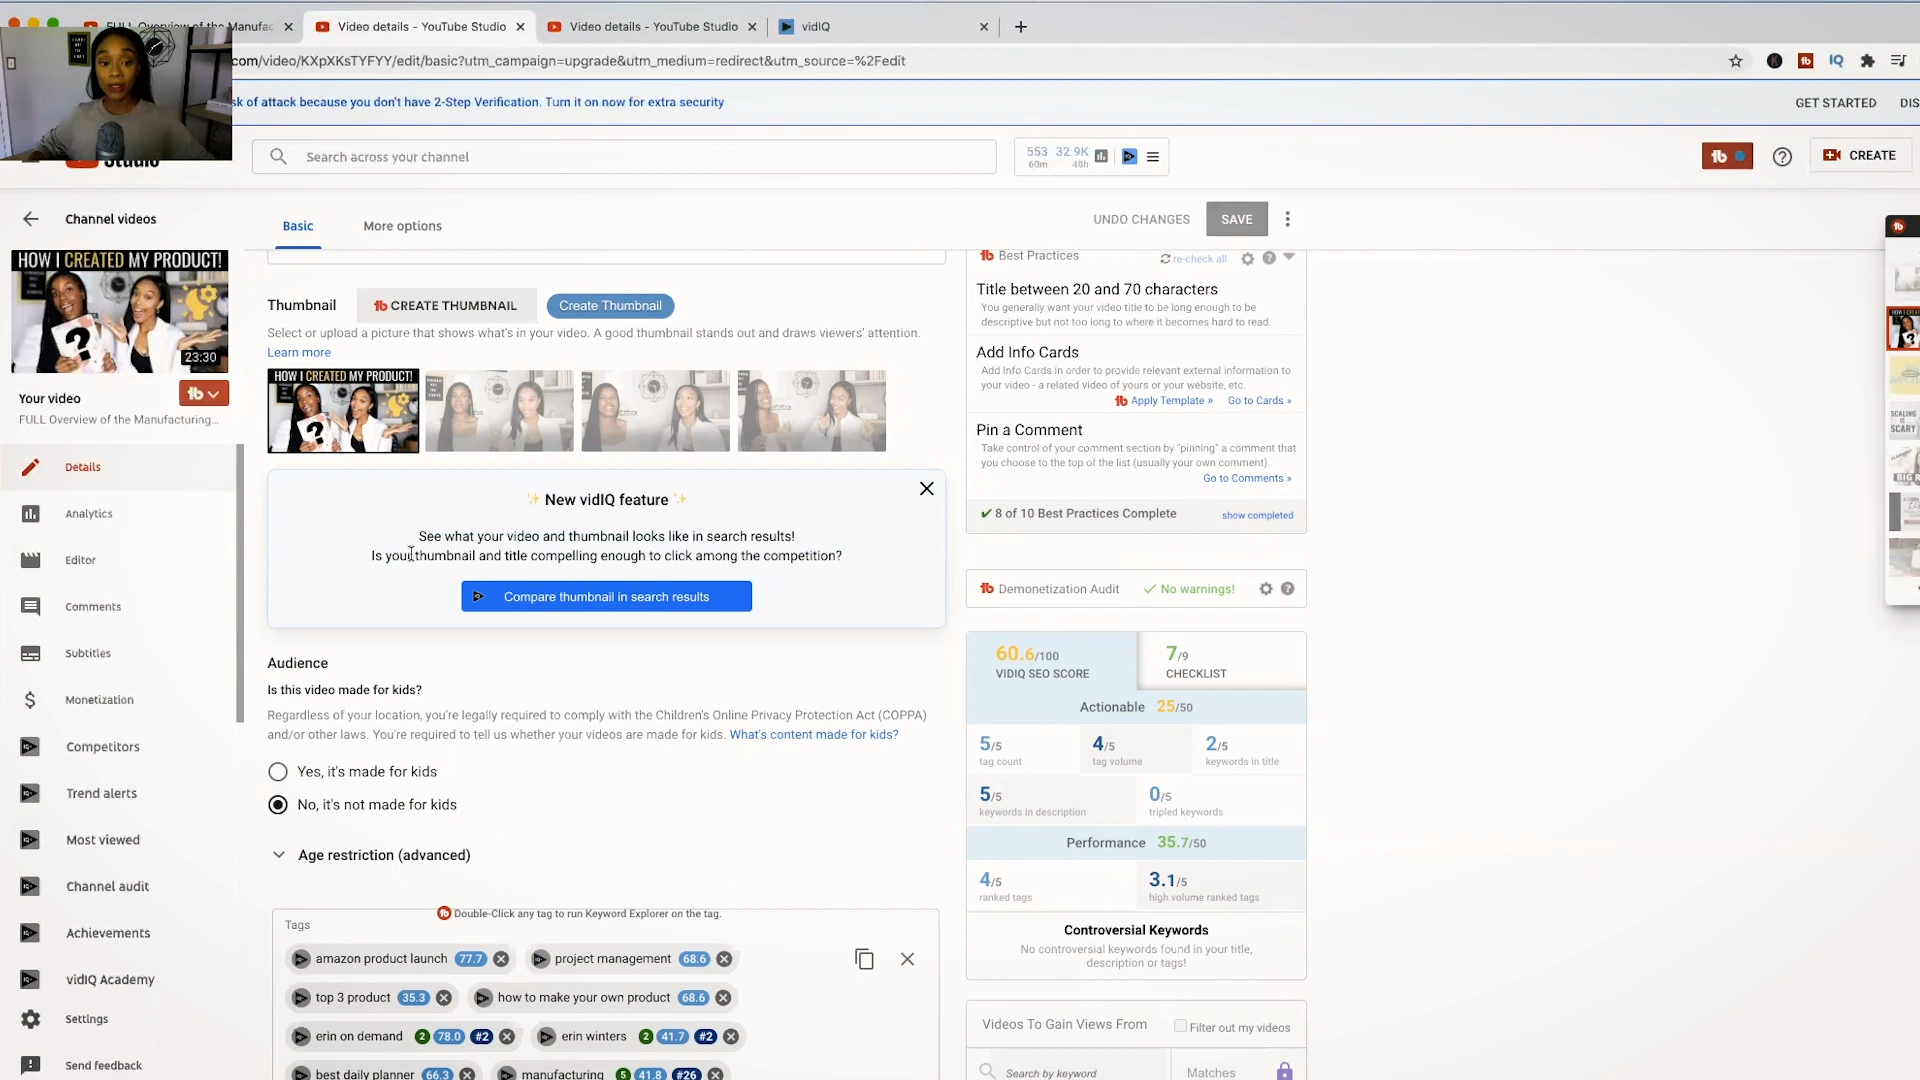 FULL Overview of the Manufac
Video details - YouTube Studio
Video details - YouTube Studio
vidIQ
com/video/KXpXKsTYFYY/edit/basic?utm_campaign=upgrade&utm_medium=redirect&utm_source=%2Fedit
sk of attack because you don't have 2-Step Verification. Turn it on now for extra security
GET STARTED
DIS
Studio
Search across your channel
553 32.9K
60m 48h
CREATE
Channel videos
Basic
More options
UNDO CHANGES
SAVE
HOW I CREATED MY PRODUCT!
?
23:30
Your video
FULL Overview of the Manufacturing...
Details
Analytics
Editor
Comments
Subtitles
Monetization
Competitors
Trend alerts
Most viewed
Channel audit
Achievements
vidIQ Academy
Settings
Send feedback
Thumbnail
CREATE THUMBNAIL
Create Thumbnail
Select or upload a picture that shows what's in your video. A good thumbnail stands out and draws viewers' attention.
Learn more
HOW I CREATED MY PRODUCT!
?
✨ New vidIQ feature ✨
See what your video and thumbnail looks like in search results!
Is your thumbnail and title compelling enough to click among the competition?
Compare thumbnail in search results
Audience
Is this video made for kids?
Regardless of your location, you're legally required to comply with the Children's Online Privacy Protection Act (COPPA)
and/or other laws. You're required to tell us whether your videos are made for kids. What's content made for kids?
Yes, it's made for kids
No, it's not made for kids
Age restriction (advanced)
Double-Click any tag to run Keyword Explorer on the tag.
Tags
amazon product launch 77.7
project management 68.6
top 3 product 35.3
how to make your own product 68.6
erin on demand 2 78.0 #2
erin winters 2 41.7 #2
best daily planner 66.3
manufacturing 5 41.8 #26
Best Practices
re-check all
Title between 20 and 70 characters
You generally want your video title to be long enough to be
descriptive but not too long to where it becomes hard to read.
Add Info Cards
Add Info Cards in order to provide relevant external information to
your video - a related video of yours or your website, etc.
Apply Template »
Go to Cards »
Pin a Comment
Take control of your comment section by "pinning" a comment that
you choose to the top of the list (usually your own comment).
Go to Comments »
✔ 8 of 10 Best Practices Complete
show completed
Demonetization Audit
✓ No warnings!
60.6/100
VIDIQ SEO SCORE
7/9
CHECKLIST
Actionable 25/50
5/5
tag count
4/5
tag volume
2/5
keywords in title
5/5
keywords in description
0/5
tripled keywords
Performance 35.7/50
4/5
ranked tags
3.1/5
high volume ranked tags
Controversial Keywords
No controversial keywords found in your title,
description or tags!
Videos To Gain Views From
Filter out my videos
Search by keyword
Matches
SCALING
IS
SCARY